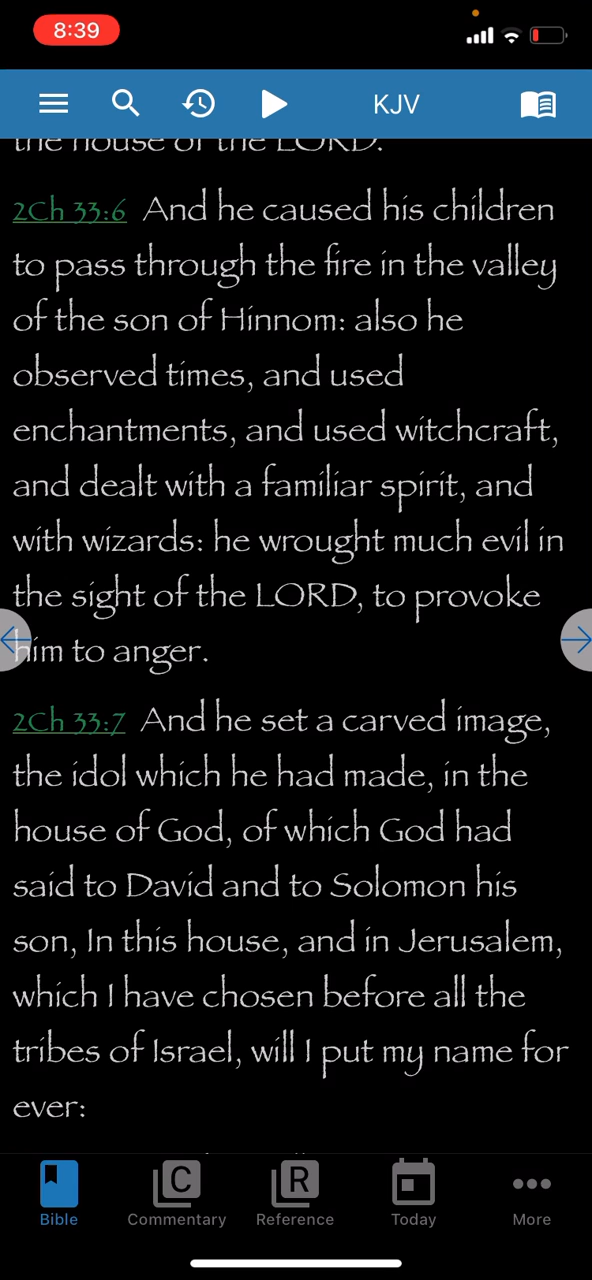 8:39
KJV
the house of the LORD.
2Ch 33:6 And he caused his children
to pass through the fire in the valley
of the son of Hinnom: also he
observed times, and used
enchantments, and used witchcraft,
and dealt with a familiar spirit, and
with wizards: he wrought much evil in
the sight of the LORD, to provoke
him to anger.
2Ch 33:7 And he set a carved image,
the idol which he had made, in the
house of God, of which God had
said to David and to Solomon his
son, In this house, and in Jerusalem,
which I have chosen before all the
tribes of Israel, will I put my name for
ever:
C
R
Bible
Commentary
Reference
Today
More